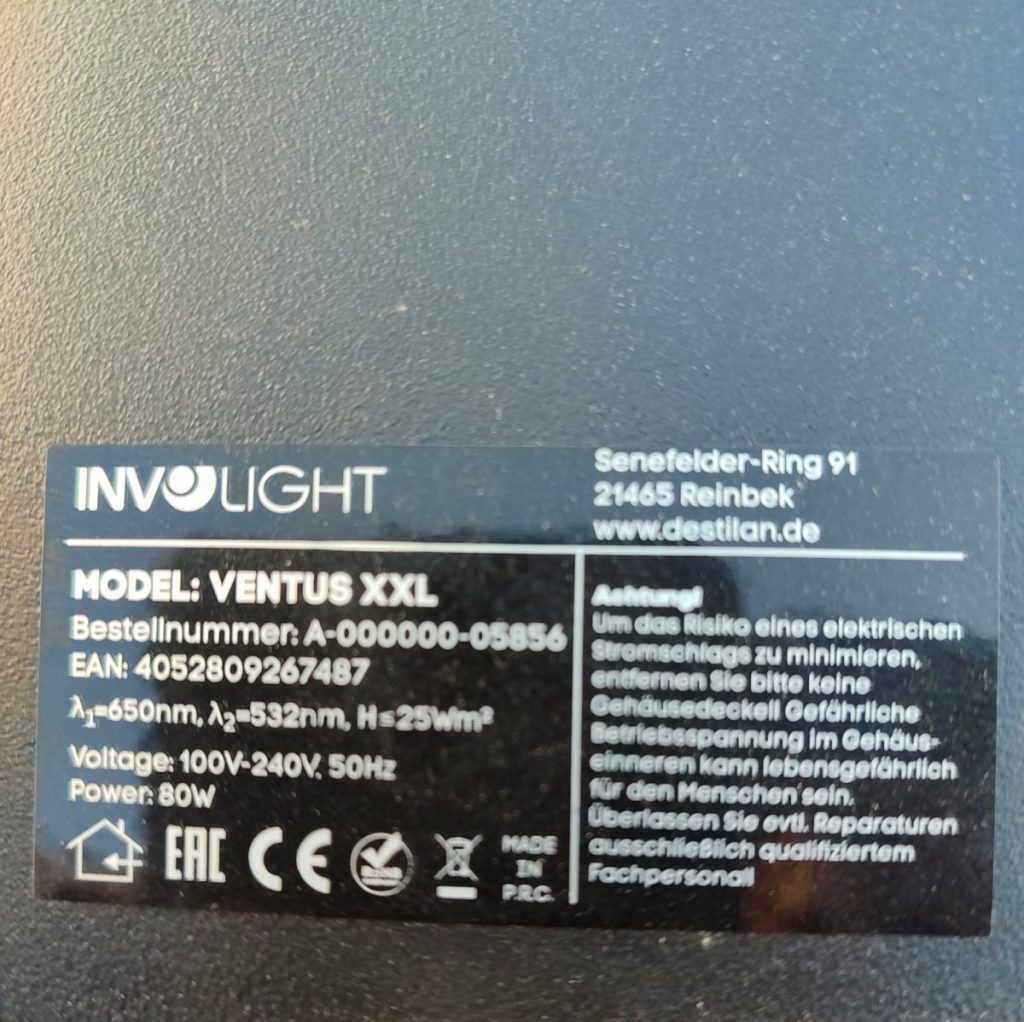 INVOLIGHT
Senefelder-Ring 91
21465 Reinbek
www.destilan.de
MODEL: VENTUS XXL
Bestellnummer: A-000000-05856
EAN: 4052809267487
λ₁=650nm, λ₂=532nm, H≤25Wm²
Voltage: 100V-240V, 50Hz
Power: 80W
EAC CE
MADE
IN
P.R.C.
Achtung!
Um das Risiko eines elektrischen
Stromschlags zu minimieren,
entfernen Sie bitte keine
Gehäusedeckel! Gefährliche
Betriebsspannung im Gehäus-
einneren kann lebensgefährlich
für den Menschen sein.
Überlassen Sie evtl. Reparaturen
ausschließlich qualifiziertem
Fachpersonal!